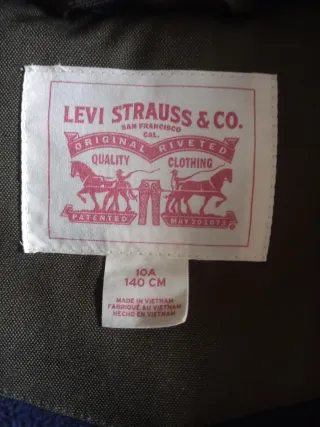 LEVI STRAUSS & CO.
SAN FRANCISCO
CAL.
ORIGINAL RIVETED
QUALITY CLOTHING
PATENTED MAY 20 1873
10A
140 CM
MADE IN VIETNAM
FABRIQUÉ AU VIETNAM
HECHO EN VIETNAM